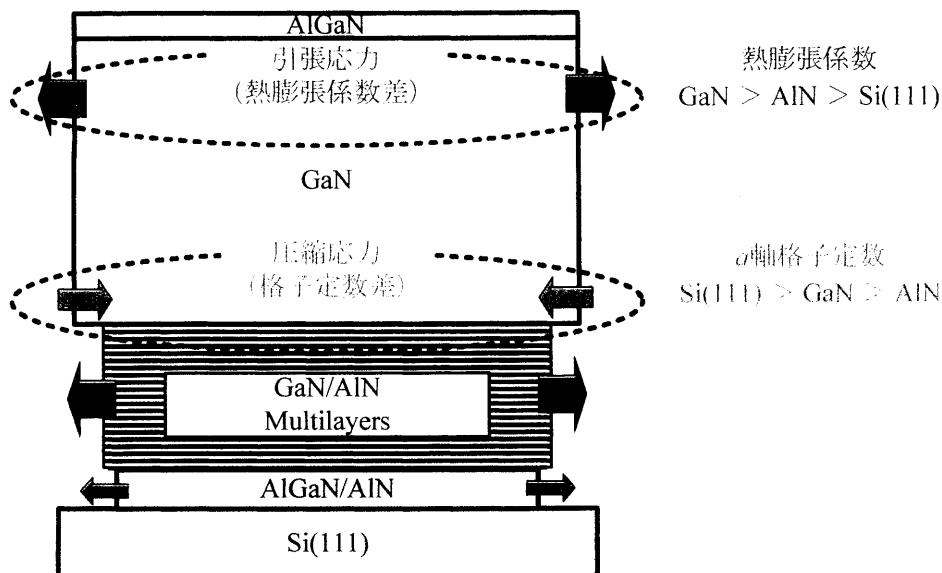 AlGaN
引張応力
(熱膨張係数差)
熱膨張係数
GaN > AlN > Si(111)
GaN
圧縮応力
(格子定数差)
a軸格子定数
Si(111) > GaN > AlN
GaN/AlN
Multilayers
AlGaN/AlN
Si(111)